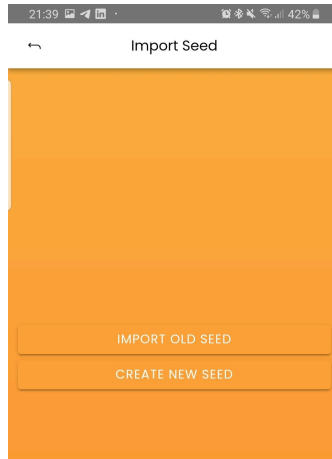 21:39 42%
Import Seed
IMPORT OLD SEED
CREATE NEW SEED